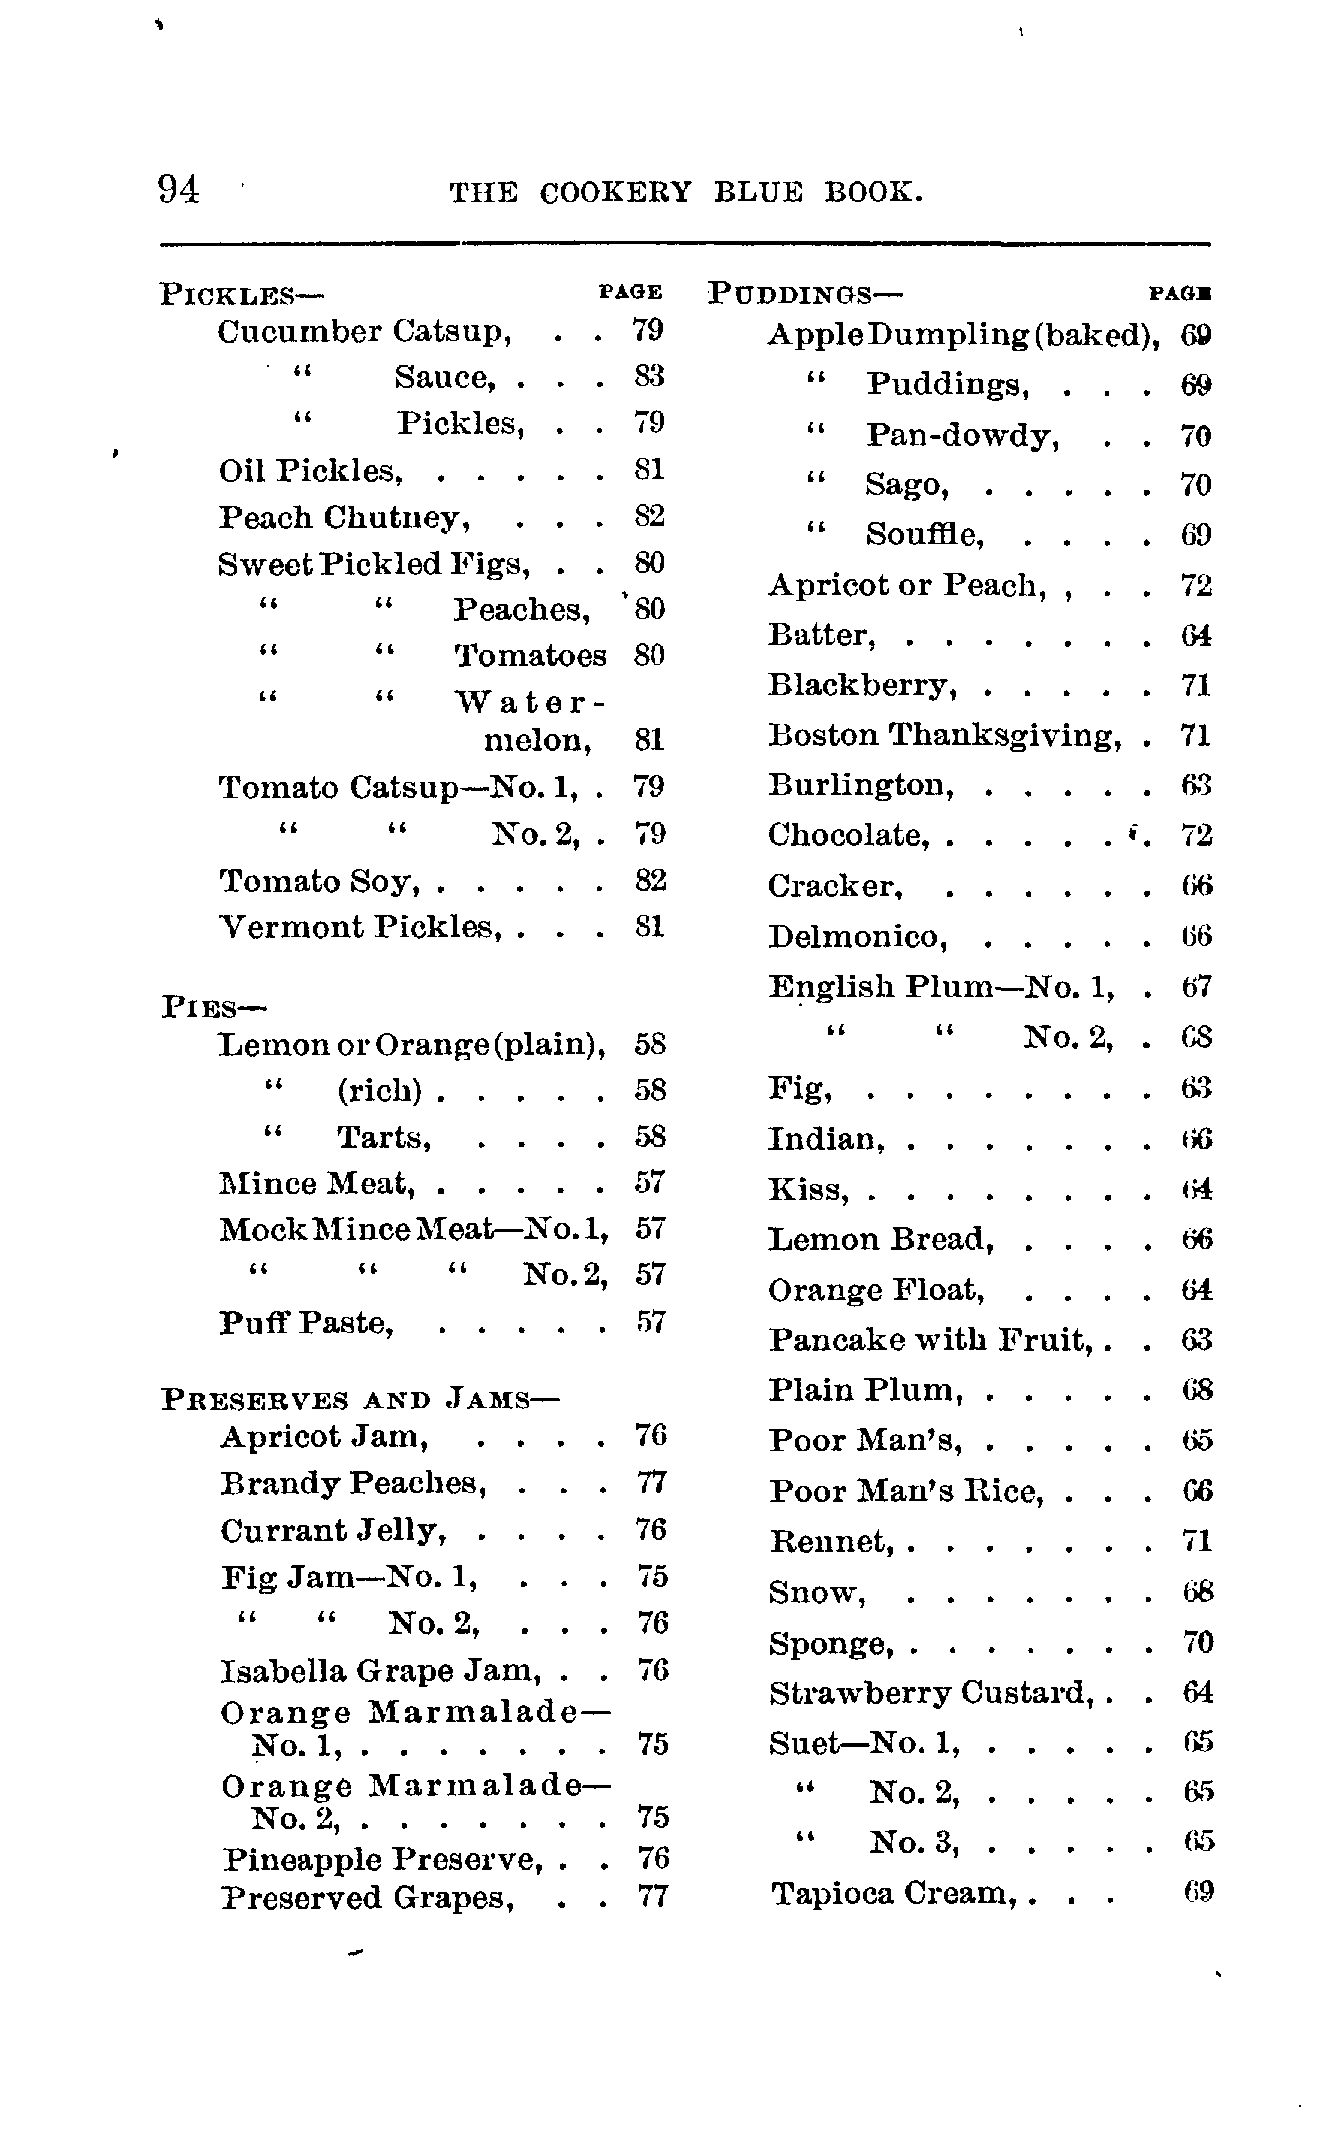 94 THE COOKERY BLUE BOOK.
PICKLES— PAGE
Cucumber Catsup, . . 79
“ Sauce, . . . 83
“ Pickles, . . 79
Oil Pickles, . . . . . 81
Peach Chutney, . . . 82
Sweet Pickled Figs, . . 80
“ “ Peaches, 80
“ “ Tomatoes 80
“ “ Water-
melon, 81
Tomato Catsup—No. 1, . 79
“ “ No. 2, . 79
Tomato Soy, . . . . . 82
Vermont Pickles, . . . 81
PIES—
Lemon or Orange (plain), 58
“ (rich) . . . . . 58
“ Tarts, . . . . 58
Mince Meat, . . . . . 57
Mock Mince Meat—No. 1, 57
“ “ “ No. 2, 57
Puff Paste, . . . . . 57
PRESERVES AND JAMS—
Apricot Jam, . . . . 76
Brandy Peaches, . . . 77
Currant Jelly, . . . . 76
Fig Jam—No. 1, . . . 75
“ “ No. 2, . . . 76
Isabella Grape Jam, . . 76
Orange Marmalade—
No. 1, . . . . . . . 75
Orange Marmalade—
No. 2, . . . . . . . 75
Pineapple Preserve, . . 76
Preserved Grapes, . . 77
PUDDINGS— PAGE
Apple Dumpling (baked), 69
“ Puddings, . . . 69
“ Pan-dowdy, . . 70
“ Sago, . . . . . 70
“ Souffle, . . . . 69
Apricot or Peach, , . . 72
Batter, . . . . . . . 64
Blackberry, . . . . . 71
Boston Thanksgiving, . 71
Burlington, . . . . . 63
Chocolate, . . . . . . 72
Cracker, . . . . . . 66
Delmonico, . . . . . 66
English Plum—No. 1, . 67
“ “ No. 2, . 68
Fig, . . . . . . . . 63
Indian, . . . . . . . 66
Kiss, . . . . . . . . 64
Lemon Bread, . . . . 66
Orange Float, . . . . 64
Pancake with Fruit, . . 63
Plain Plum, . . . . . 68
Poor Man's, . . . . . 65
Poor Man's Rice, . . . 66
Rennet, . . . . . . . 71
Snow, . . . . . . . 68
Sponge, . . . . . . . 70
Strawberry Custard, . . 64
Suet—No. 1, . . . . . 65
“ No. 2, . . . . . 65
“ No. 3, . . . . . 65
Tapioca Cream, . . . 69